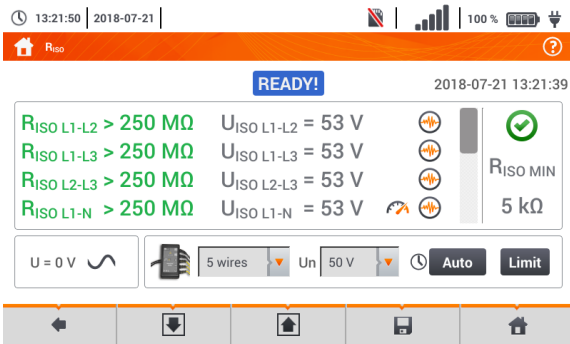 13:21:50 2018-07-21 100 %
RISO
READY! 2018-07-21 13:21:39
RISO L1-L2 > 250 MΩ UISO L1-L2 = 53 V
RISO L1-L3 > 250 MΩ UISO L1-L3 = 53 V
RISO L2-L3 > 250 MΩ UISO L2-L3 = 53 V
RISO L1-N > 250 MΩ UISO L1-N = 53 V
RISO MIN
5 kΩ
U = 0 V 5 wires Un 50 V Auto Limit